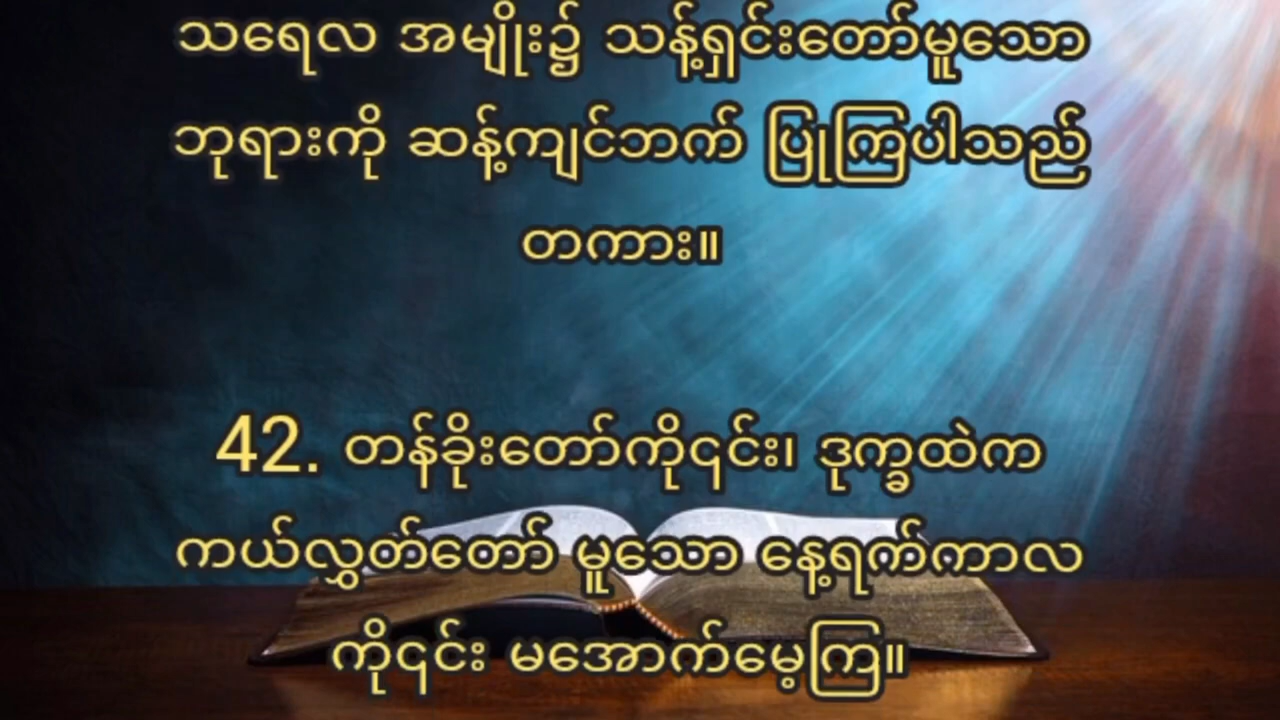 သရေလ အမျိုး၌ သန့်ရှင်းတော်မူသော
ဘုရားကို ဆန့်ကျင်ဘက် ပြုကြပါသည်
တကား။
42. တန်ခိုးတော်ကို၎င်း၊ ဒုက္ခထဲက
ကယ်လွှတ်တော် မူသော နေ့ရက်ကာလ
ကို၎င်း မအောက်မေ့ကြ။